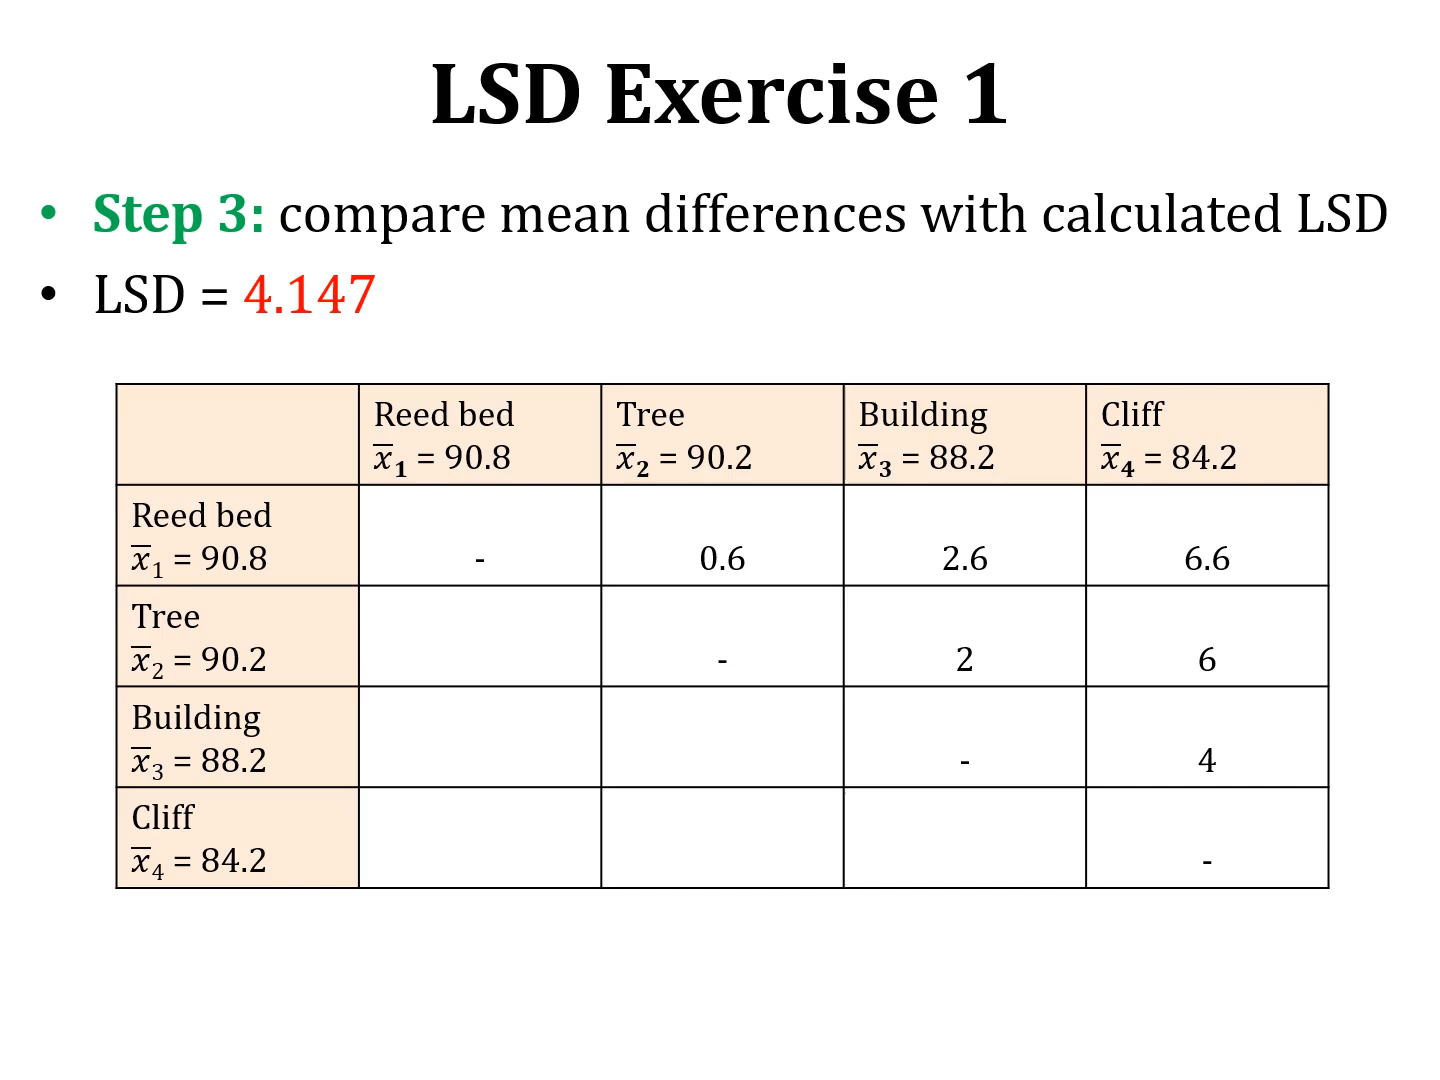 LSD Exercise 1
• Step 3: compare mean differences with calculated LSD
• LSD = 4.147
Reed bed Tree Building Cliff
x̅₁ = 90.8 x̅₂ = 90.2 x̅₃ = 88.2 x̅₄ = 84.2
Reed bed
x̅₁ = 90.8 - 0.6 2.6 6.6
Tree
x̅₂ = 90.2 - 2 6
Building
x̅₃ = 88.2 - 4
Cliff
x̅₄ = 84.2 -